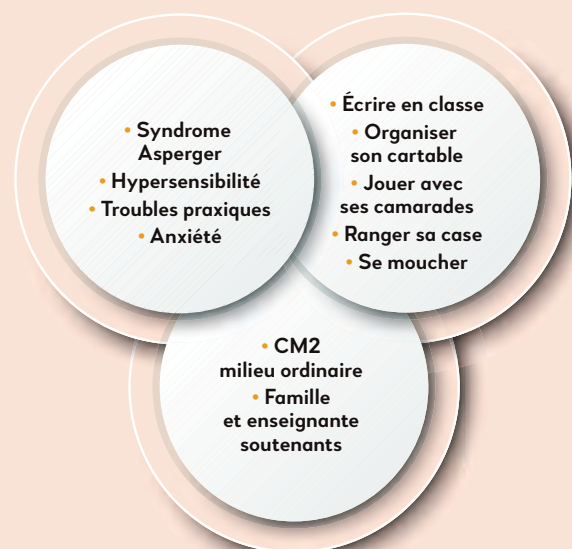 • Syndrome
Asperger
• Hypersensibilité
• Troubles praxiques
• Anxiété
• Écrire en classe
• Organiser
son cartable
• Jouer avec
ses camarades
• Ranger sa case
• Se moucher
• CM2
milieu ordinaire
• Famille
et enseignante
soutenants